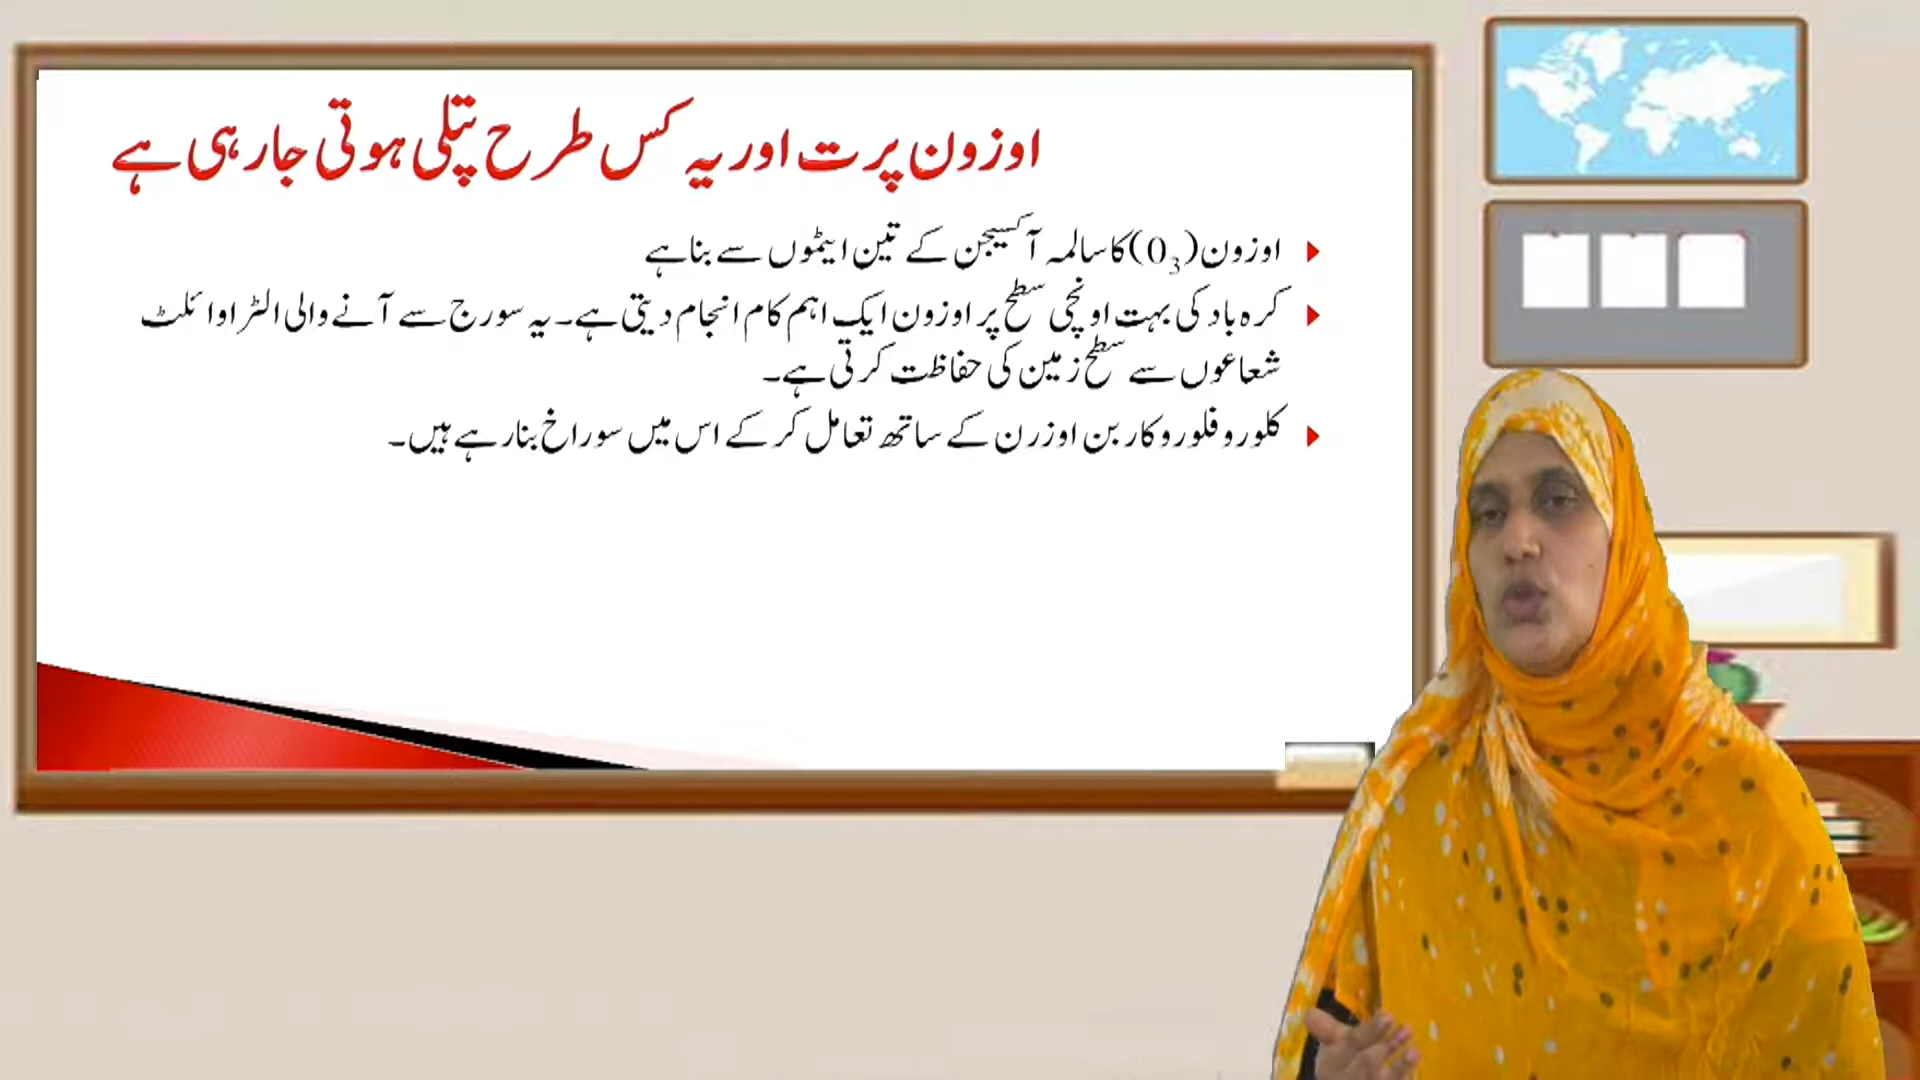 اوزون پرت اور یہ کس طرح پتلی ہوتی جارہی ہے
اوزون (O3) کا سالمہ آکسیجن کے تین ایٹموں سے بنا ہے
کرہ باد کی بہت اونچی سطح پر اوزون ایک اہم کام انجام دیتی ہے۔ یہ سورج سے آنے والی الٹراوائلٹ
شعاعوں سے سطح زمین کی حفاظت کرتی ہے۔
کلوروفلوروکاربن اوزرن کے ساتھ تعامل کر کے اس میں سوراخ بنا رہے ہیں۔